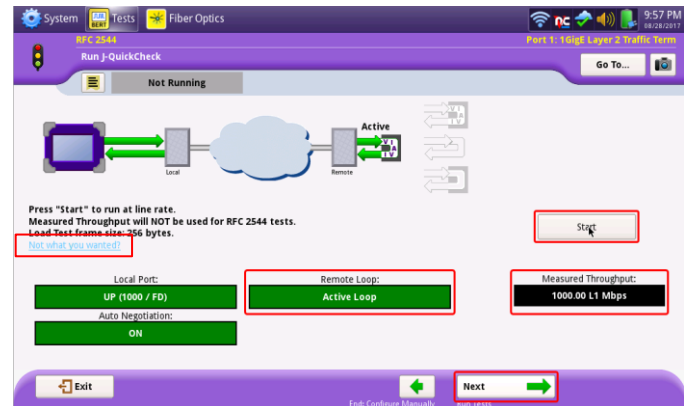 System
Tests
Fiber Optics
9:57 PM
08/28/2017
RFC 2544
Port 1: 1GigE Layer 2 Traffic Term
Run J-QuickCheck
Go To...
Not Running
Active
VI
AV
Local
Remote
Press "Start" to run at line rate.
Measured Throughput will NOT be used for RFC 2544 tests.
Load Test frame size: 256 bytes.
Not what you wanted?
Start
Local Port:
Remote Loop:
Measured Throughput:
UP (1000 / FD)
Active Loop
1000.00 L1 Mbps
Auto Negotiation:
ON
Exit
Next
End: Configure Manually
Run Tests